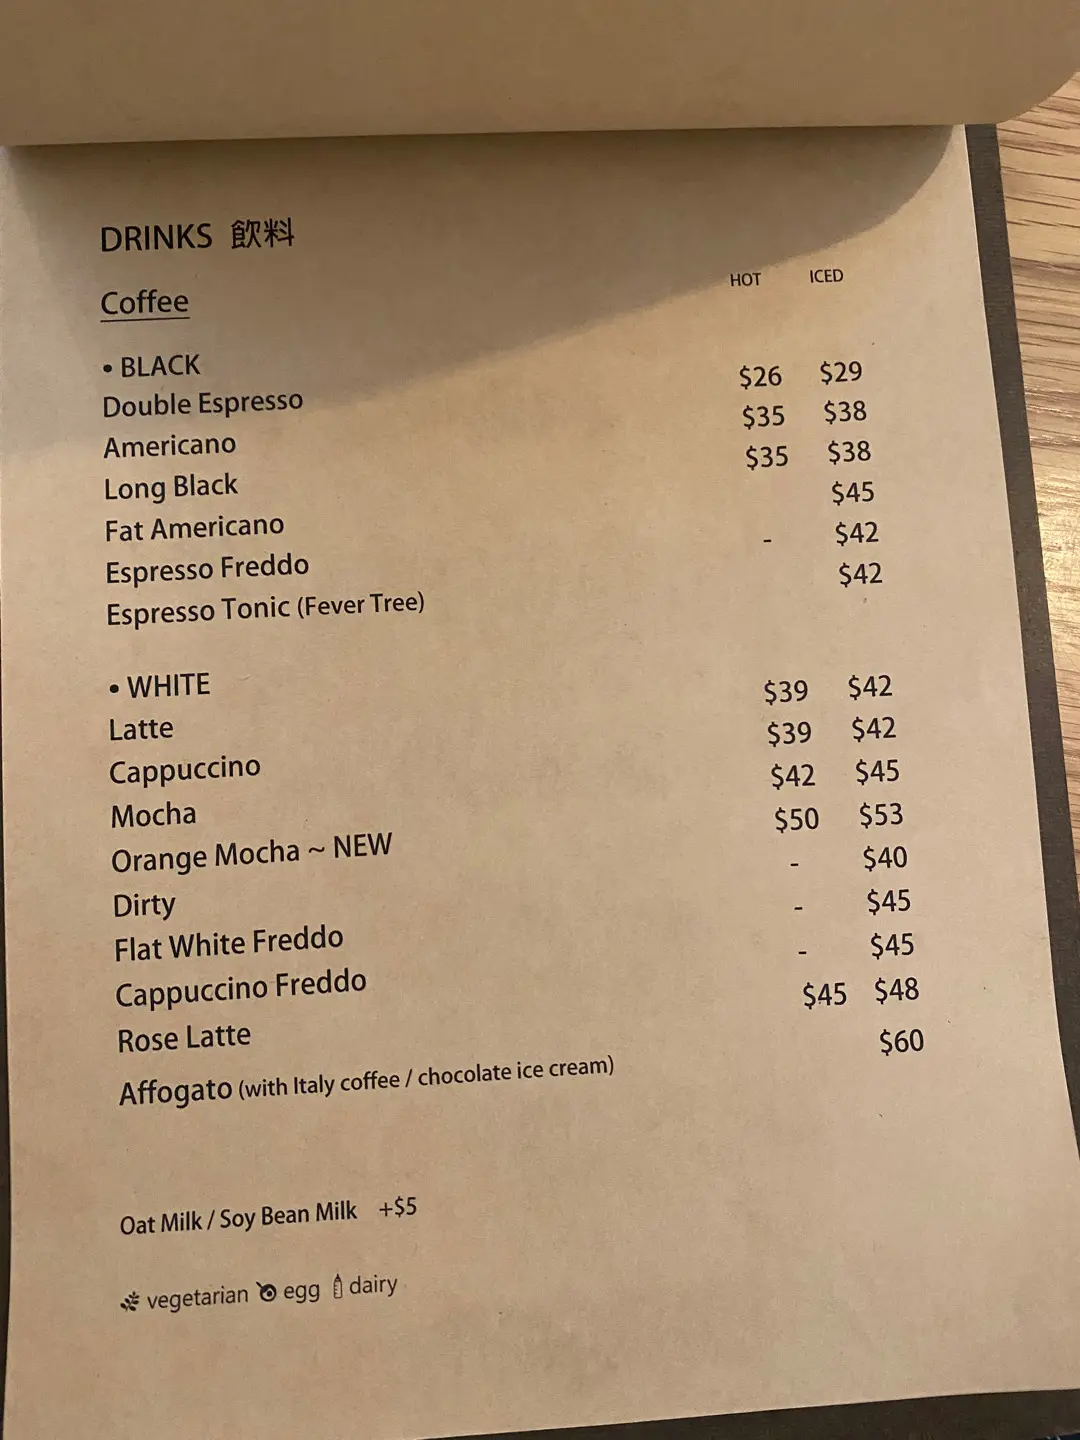 DRINKS 飲料
HOT ICED
Coffee
• BLACK
Double Espresso $26 $29
Americano $35 $38
Long Black $35 $38
Fat Americano $45
Espresso Freddo - $42
Espresso Tonic (Fever Tree) $42
• WHITE
Latte $39 $42
Cappuccino $39 $42
Mocha $42 $45
Orange Mocha ~ NEW $50 $53
Dirty - $40
Flat White Freddo - $45
Cappuccino Freddo - $45
Rose Latte $45 $48
Affogato (with Italy coffee / chocolate ice cream) $60
Oat Milk / Soy Bean Milk +$5
vegetarian egg dairy